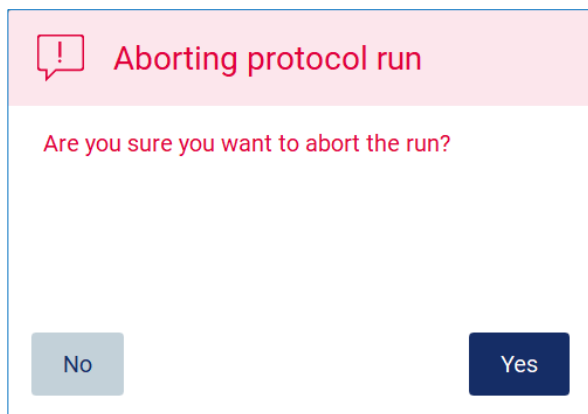 Aborting protocol run
Are you sure you want to abort the run?
No
Yes